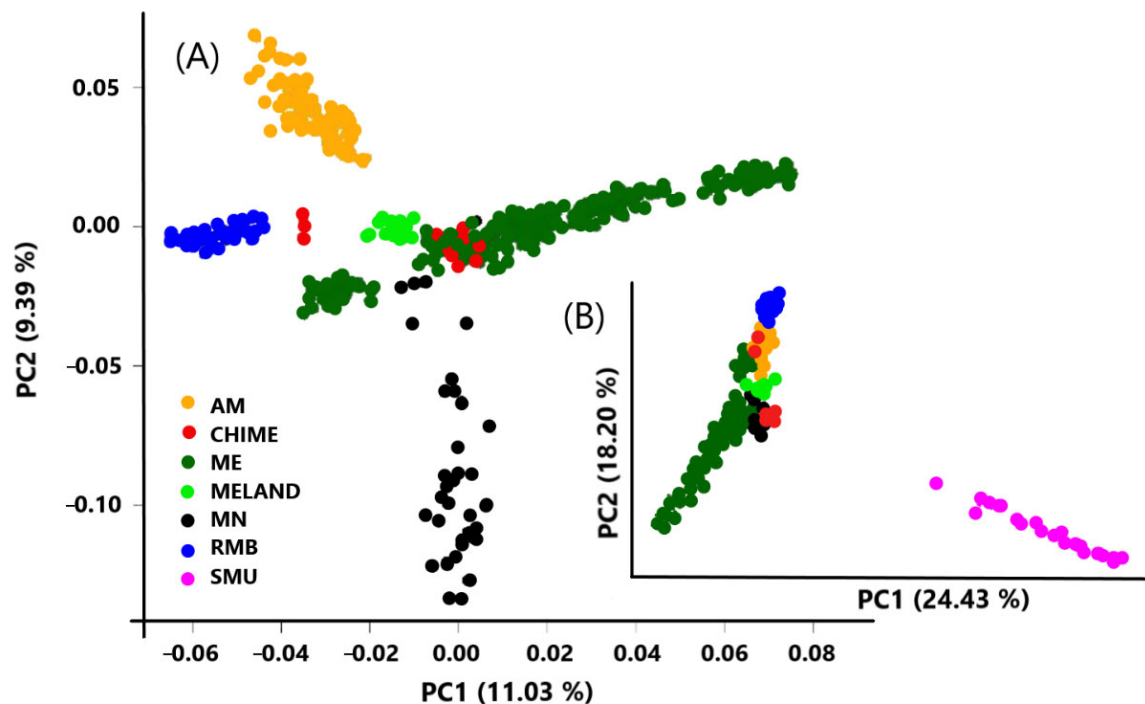 (A)
0.05
0.00
−0.05
−0.10
PC2 (9.39 %)
AM
CHIME
ME
MELAND
MN
RMB
SMU
−0.06 −0.04 −0.02 0.00 0.02 0.04 0.06 0.08
PC1 (11.03 %)
(B)
PC2 (18.20 %)
PC1 (24.43 %)